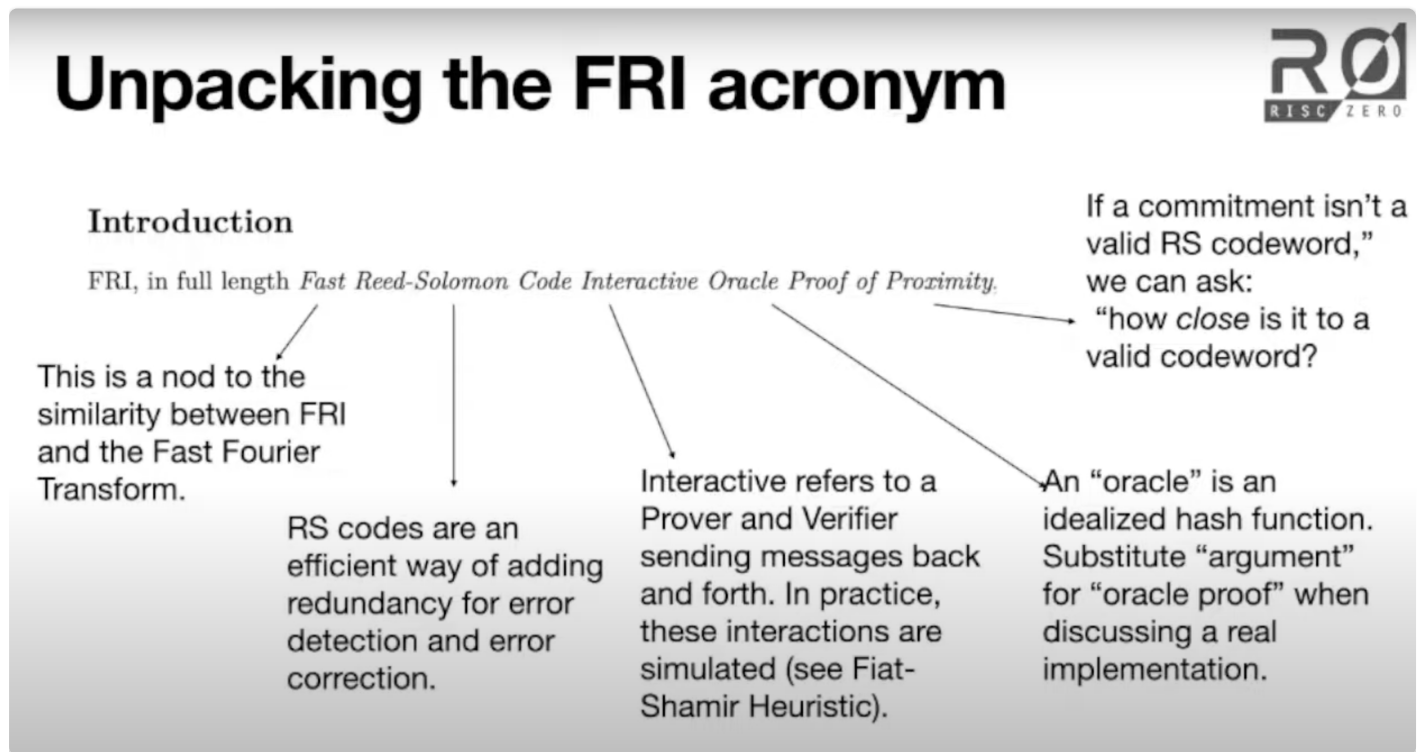 Unpacking the FRI acronym
RØ
RISC ZERO
Introduction
FRI, in full length Fast Reed-Solomon Code Interactive Oracle Proof of Proximity.
If a commitment isn't a
valid RS codeword,”
we can ask:
“how close is it to a
valid codeword?
This is a nod to the
similarity between FRI
and the Fast Fourier
Transform.
RS codes are an
efficient way of adding
redundancy for error
detection and error
correction.
Interactive refers to a
Prover and Verifier
sending messages back
and forth. In practice,
these interactions are
simulated (see Fiat-
Shamir Heuristic).
An “oracle” is an
idealized hash function.
Substitute “argument”
for “oracle proof” when
discussing a real
implementation.